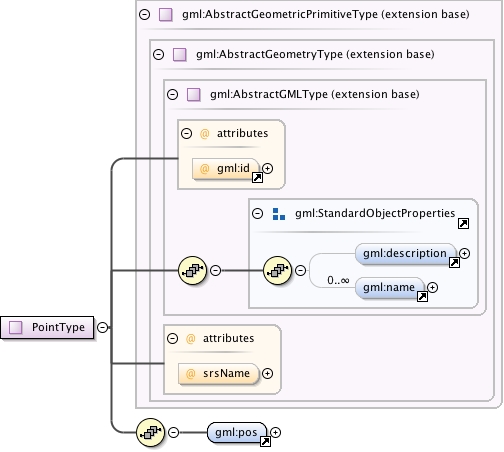 gml:AbstractGeometricPrimitiveType (extension base)
gml:AbstractGeometryType (extension base)
gml:AbstractGMLType (extension base)
@ attributes
@ gml:id
gml:StandardObjectProperties
gml:description
0..∞
gml:name
PointType
@ attributes
@ srsName
gml:pos